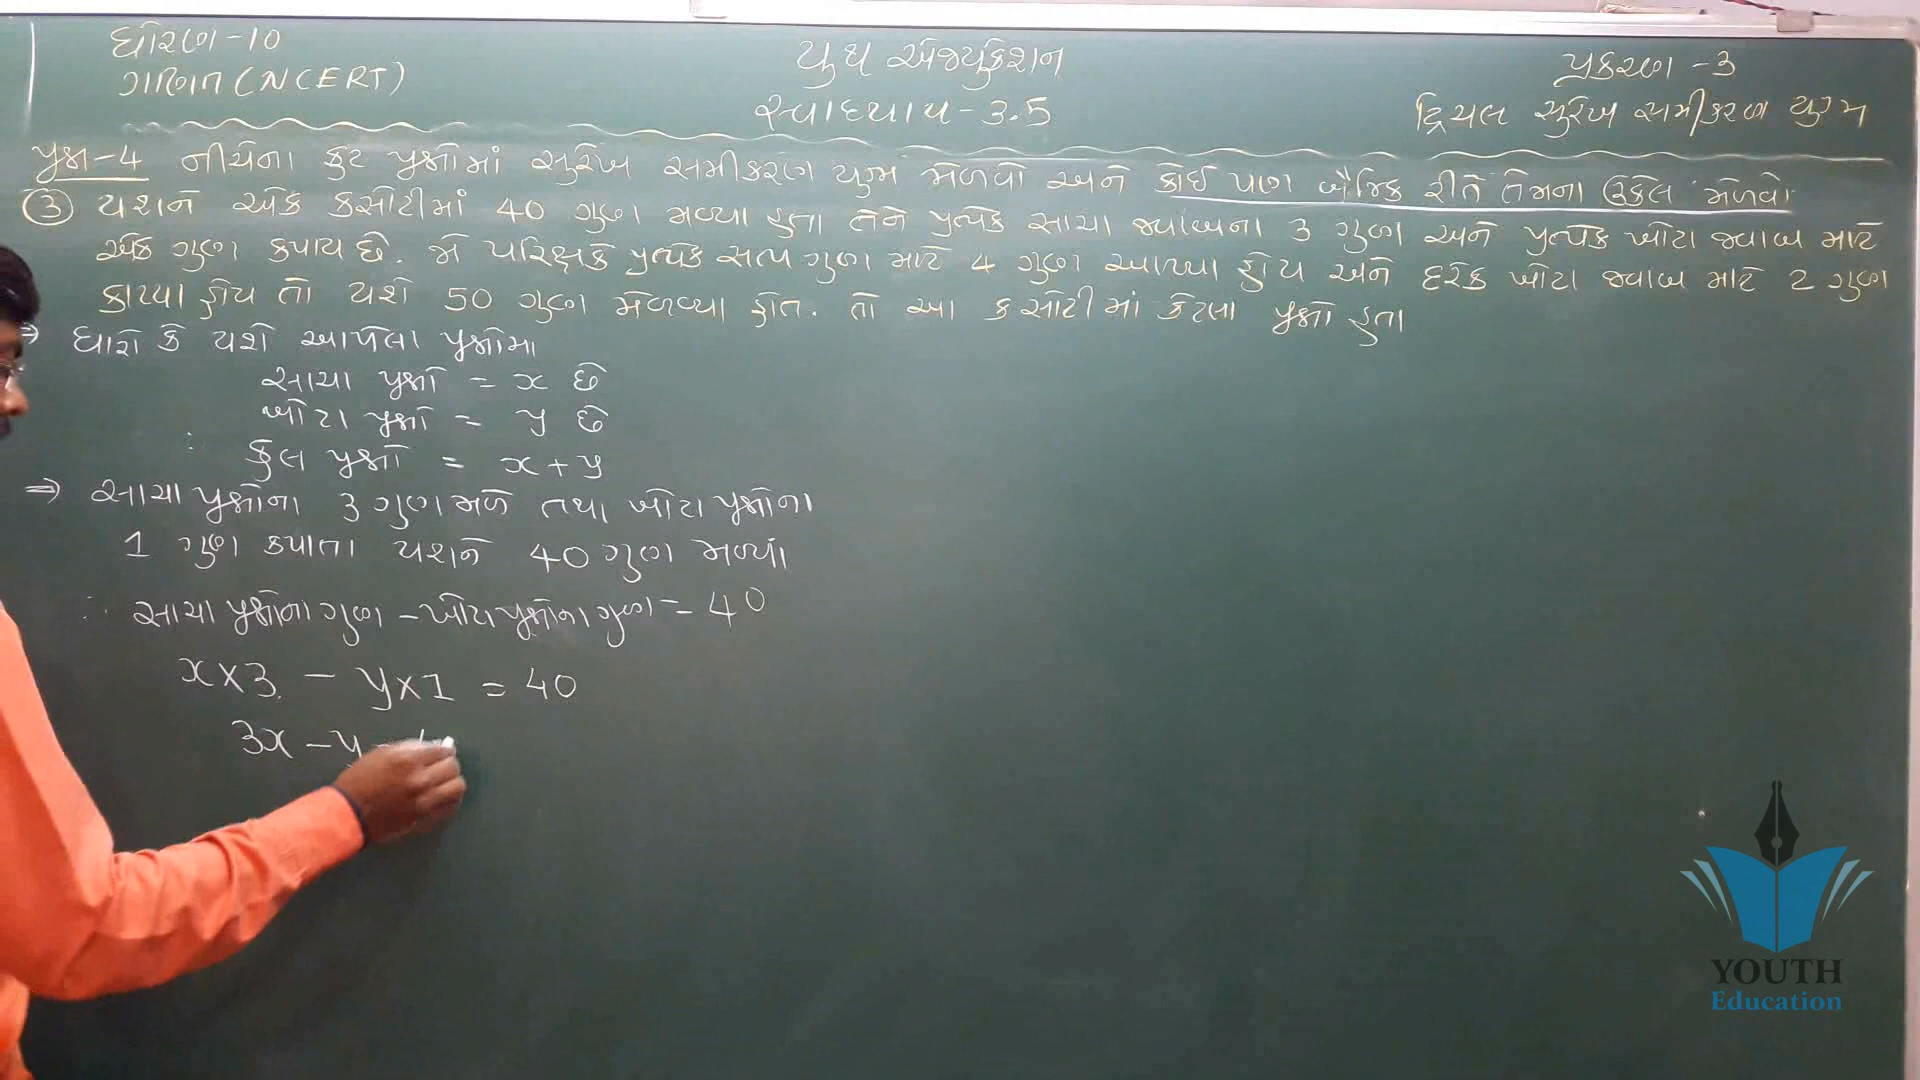 ધોરણ-10
ગણિત (NCERT)
યુથ એજ્યુકેશન
સ્વાધ્યાય-3.5
પ્રકરણ-3
દ્વિચલ સુરેખ સમીકરણ યુગ્મ
પ્રશ્ન-4 નીચેના કુટ પ્રશ્નોમાં સુરેખ સમીકરણ યુગ્મ મેળવો અને કોઈ પણ બૈજિક રીતે તેમના ઉકેલ મેળવો
③ યશને એક કસોટીમાં 40 ગુણ મળ્યા હતા તેને પ્રત્યેક સાચા જવાબના 3 ગુણ અને પ્રત્યેક ખોટા જવાબ માટે
એક ગુણ કપાય છે. જો પરિક્ષકે પ્રત્યેક સત્ય ગુણ માટે 4 ગુણ આપ્યા હોય અને દરેક ખોટા જવાબ માટે 2 ગુણ
કાપ્યા હોય તો યશે 50 ગુણ મેળવ્યા હોત. તો આ કસોટીમાં કેટલા પ્રશ્નો હતા
⇒ ધારો કે યશે આપેલા પ્રશ્નોમા
સાચા પ્રશ્નો = x છે
ખોટા પ્રશ્નો = y છે
∴ કુલ પ્રશ્નો = x + y
⇒ સાચા પ્રશ્નોના 3 ગુણ મળે તથા ખોટા પ્રશ્નોના
1 ગુણ કપાતા યશને 40 ગુણ મળ્યાં
∴ સાચા પ્રશ્નોના ગુણ - ખોટા પ્રશ્નોના ગુણ = 40
x×3 - y×1 = 40
3x - y
YOUTH
Education